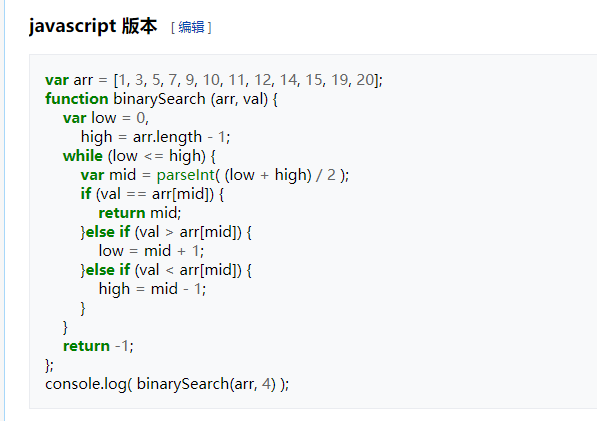 javascript 版本 [ 编辑 ]
var arr = [1, 3, 5, 7, 9, 10, 11, 12, 14, 15, 19, 20];
function binarySearch (arr, val) {
    var low = 0,
        high = arr.length - 1;
    while (low <= high) {
        var mid = parseInt( (low + high) / 2 );
        if (val == arr[mid]) {
            return mid;
        }else if (val > arr[mid]) {
            low = mid + 1;
        }else if (val < arr[mid]) {
            high = mid - 1;
        }
    }
    return -1;
};
console.log( binarySearch(arr, 4) );